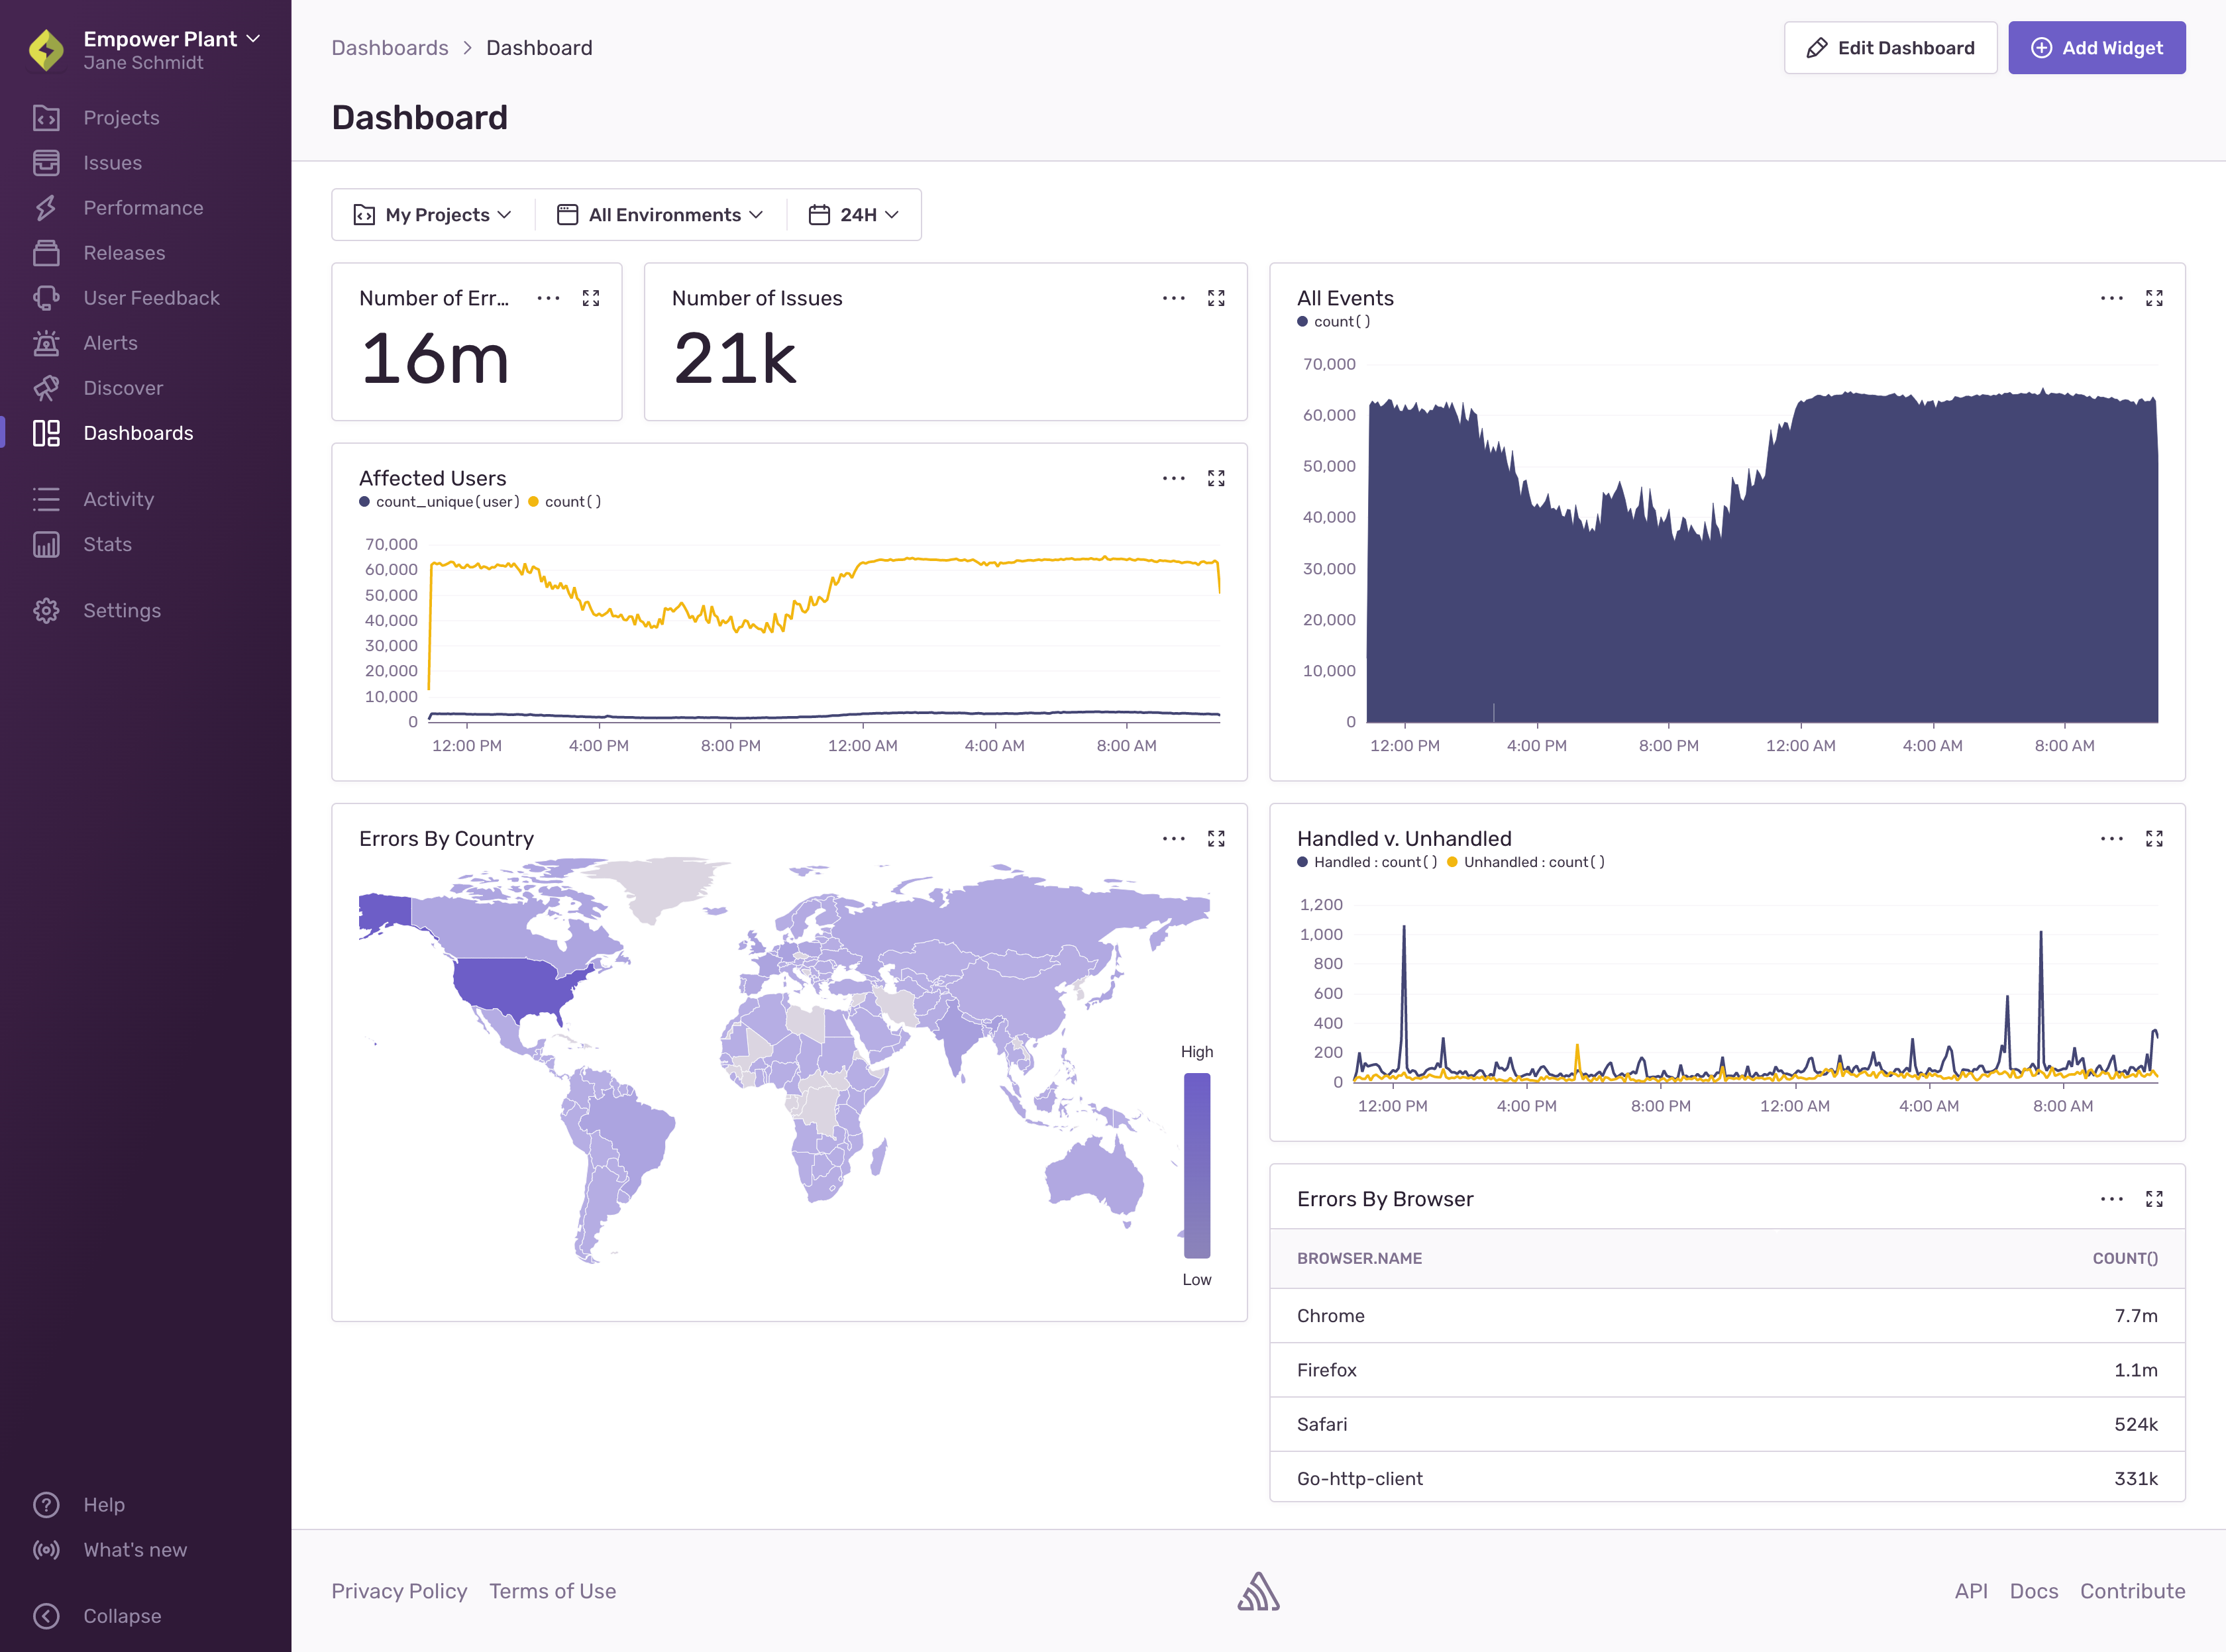 Empower Plant
Jane Schmidt
Projects
Issues
Performance
Releases
User Feedback
Alerts
Discover
Dashboards
Activity
Stats
Settings
Help
What's new
Collapse
Dashboards > Dashboard
Edit Dashboard
Add Widget
Dashboard
My Projects
All Environments
24H
Number of Err...
16m
Number of Issues
21k
All Events
count()
70,000
60,000
50,000
40,000
30,000
20,000
10,000
0
12:00 PM 4:00 PM 8:00 PM 12:00 AM 4:00 AM 8:00 AM
Affected Users
count_unique(user) count()
70,000
60,000
50,000
40,000
30,000
20,000
10,000
0
12:00 PM 4:00 PM 8:00 PM 12:00 AM 4:00 AM 8:00 AM
Errors By Country
High
Low
Handled v. Unhandled
Handled : count() Unhandled : count()
1,200
1,000
800
600
400
200
0
12:00 PM 4:00 PM 8:00 PM 12:00 AM 4:00 AM 8:00 AM
Errors By Browser
BROWSER.NAME COUNT()
Chrome 7.7m
Firefox 1.1m
Safari 524k
Go-http-client 331k
Privacy Policy Terms of Use
API Docs Contribute